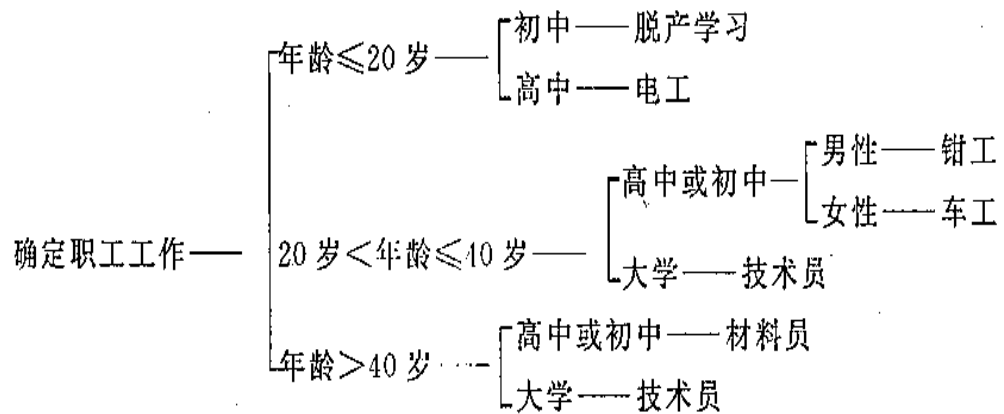 初中——脱产学习
年龄≤20岁——
高中——电工
男性——钳工
高中或初中—
女性——车工
确定职工工作——
20岁<年龄≤40岁——
大学——技术员
高中或初中——材料员
年龄>40岁——
大学——技术员